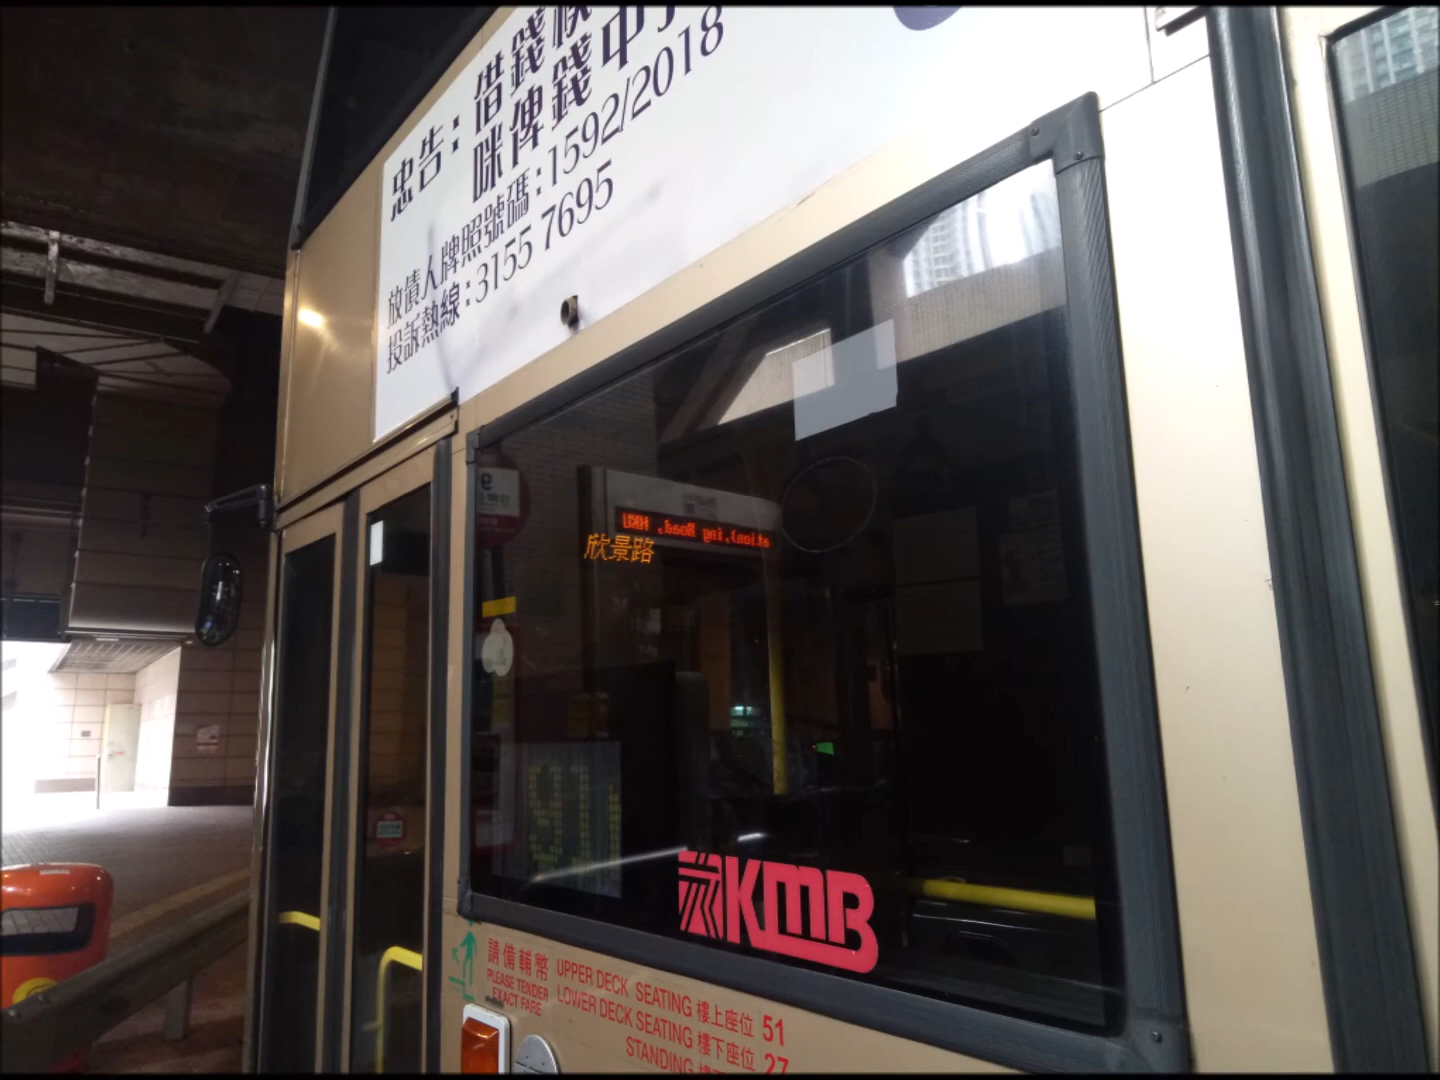 忠告：借錢
咪俾錢中
放債人牌照號碼：1592/2018
投訴熱線：3155 7695
欣景路
KMB
請備輔幣
PLEASE TENDER
EXACT FARE
UPPER DECK SEATING 樓上座位 51
LOWER DECK SEATING 樓下座位 27
STANDING